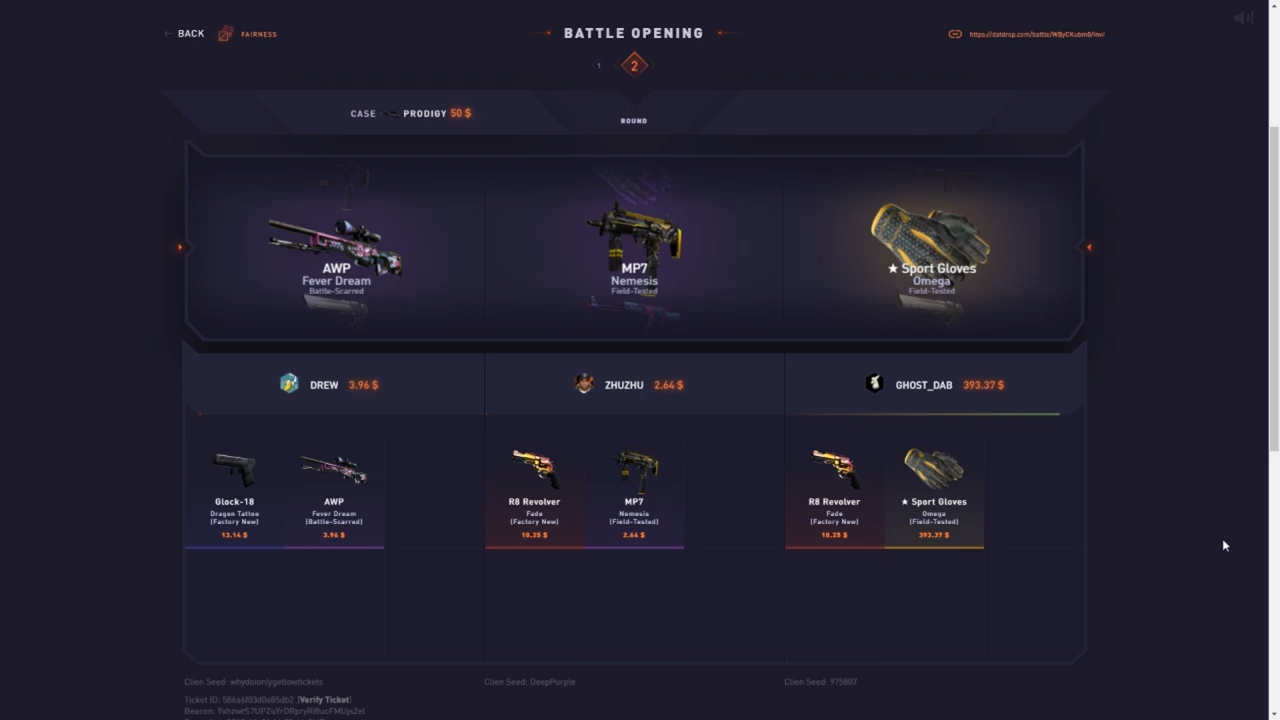 BACK
FAIRNESS
BATTLE OPENING
1
2
CASE PRODIGY 50 $
ROUND
AWP
Fever Dream
Battle-Scarred
MP7
Nemesis
Field-Tested
★ Sport Gloves
Omega
Field-Tested
DREW 3.96 $
ZHUZHU 2.64 $
GHOST_DAB 393.37 $
Glock-18
Dragon Tattoo
(Factory New)
13.14 $
AWP
Fever Dream
(Battle-Scarred)
3.96 $
R8 Revolver
Fade
(Factory New)
10.25 $
MP7
Nemesis
(Field-Tested)
2.64 $
R8 Revolver
Fade
(Factory New)
10.25 $
★ Sport Gloves
Omega
(Field-Tested)
393.37 $
Clien Seed: whydoionlygetlowtickets
Clien Seed: DeepPurple
Clien Seed: 975807
Ticket ID: 586a6f03d0e85db2 (Verify Ticket)
Beacon: